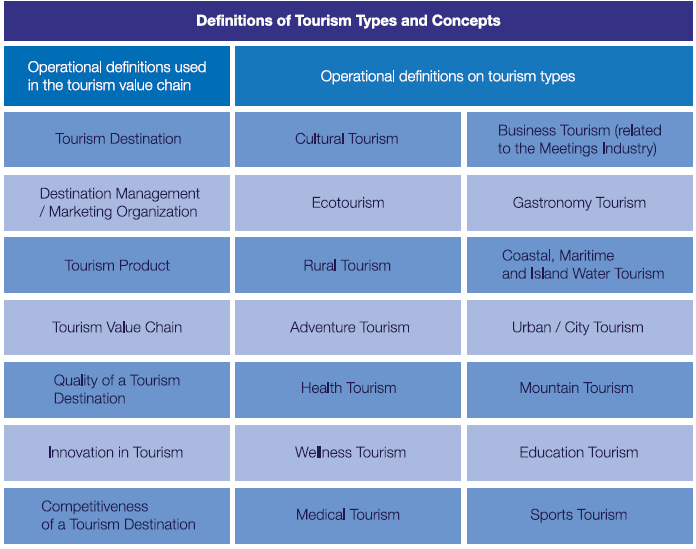 Definitions of Tourism Types and Concepts
Operational definitions used
in the tourism value chain
Operational definitions on tourism types
Tourism Destination
Cultural Tourism
Business Tourism (related
to the Meetings Industry)
Destination Management
/ Marketing Organization
Ecotourism
Gastronomy Tourism
Tourism Product
Rural Tourism
Coastal, Maritime
and Island Water Tourism
Tourism Value Chain
Adventure Tourism
Urban / City Tourism
Quality of a Tourism
Destination
Health Tourism
Mountain Tourism
Innovation in Tourism
Wellness Tourism
Education Tourism
Competitiveness
of a Tourism Destination
Medical Tourism
Sports Tourism